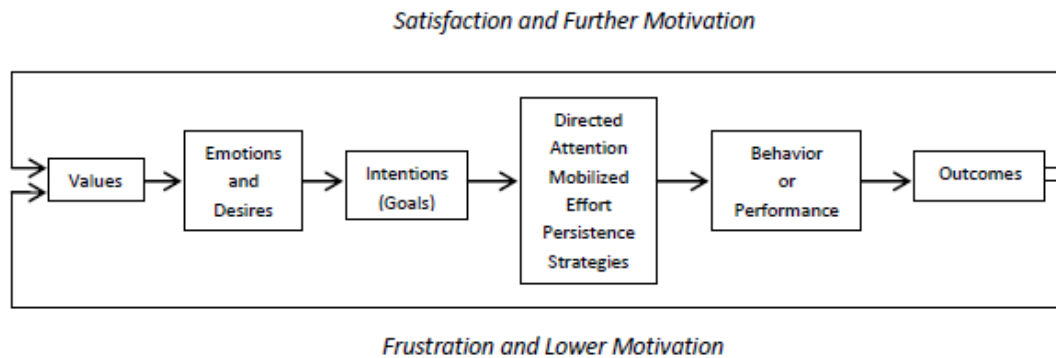 Satisfaction and Further Motivation
Values
Emotions
and
Desires
Intentions
(Goals)
Directed
Attention
Mobilized
Effort
Persistence
Strategies
Behavior
or
Performance
Outcomes
Frustration and Lower Motivation